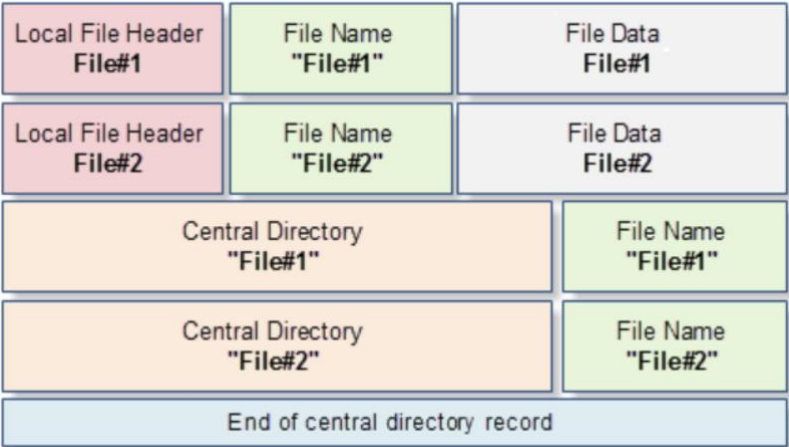 Local File Header
File#1
File Name
"File#1"
File Data
File#1
Local File Header
File#2
File Name
"File#2"
File Data
File#2
Central Directory
"File#1"
File Name
"File#1"
Central Directory
"File#2"
File Name
"File#2"
End of central directory record